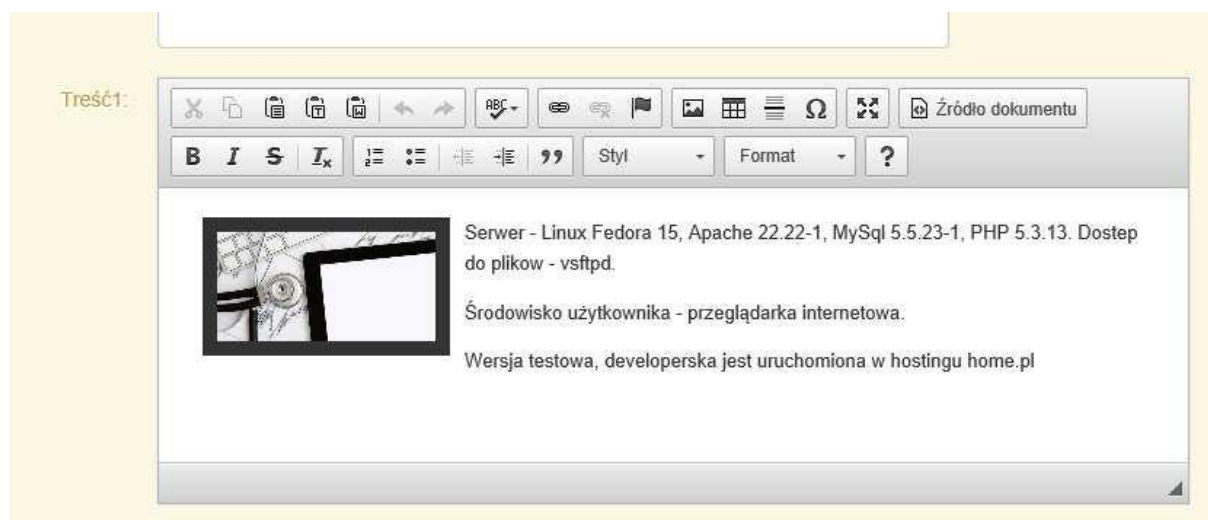 Treść1:
ABC
Ω
Źródło dokumentu
B I S Tx
Styl
Format
?
Serwer - Linux Fedora 15, Apache 22.22-1, MySql 5.5.23-1, PHP 5.3.13. Dostep
do plikow - vsftpd.
Środowisko użytkownika - przeglądarka internetowa.
Wersja testowa, developerska jest uruchomiona w hostingu home.pl